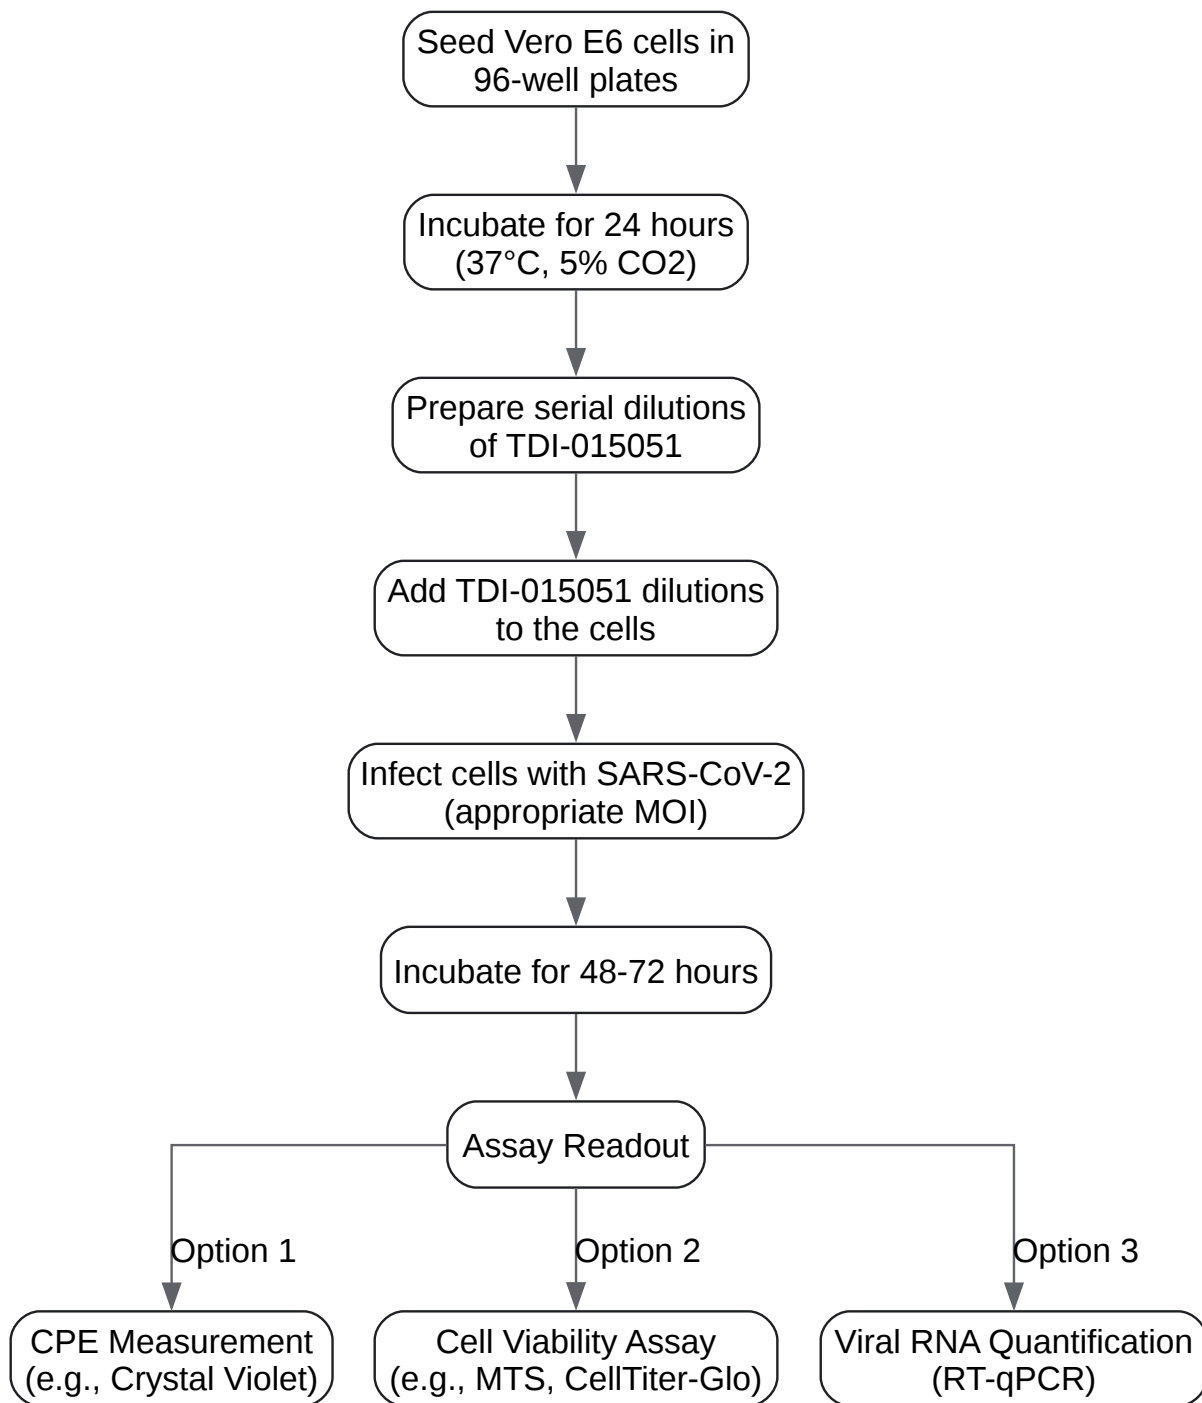 Seed Vero E6 cells in
96-well plates
Incubate for 24 hours
(37°C, 5% CO2)
Prepare serial dilutions
of TDI-015051
Add TDI-015051 dilutions
to the cells
Infect cells with SARS-CoV-2
(appropriate MOI)
Incubate for 48-72 hours
Assay Readout
Option 1
Option 2
Option 3
CPE Measurement
(e.g., Crystal Violet)
Cell Viability Assay
(e.g., MTS, CellTiter-Glo)
Viral RNA Quantification
(RT-qPCR)